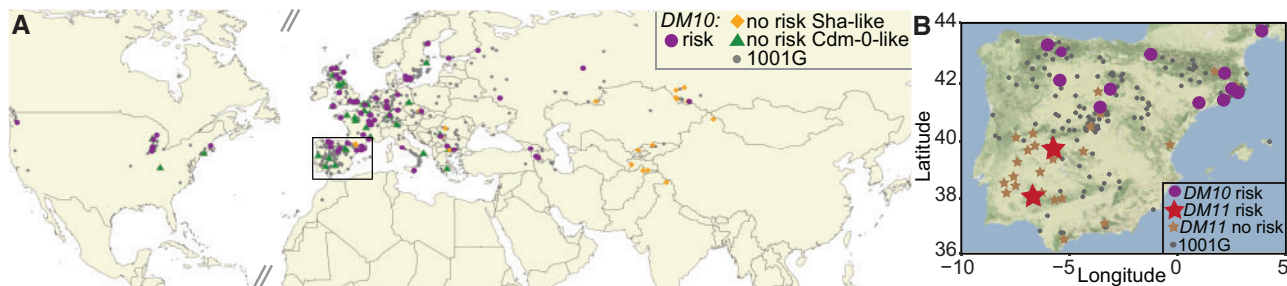 A
DM10:
risk
no risk Sha-like
no risk Cdm-0-like
1001G
B
44
42
40
38
36
Latitude
-10
-5
0
5
Longitude
DM10 risk
DM11 risk
DM11 no risk
1001G